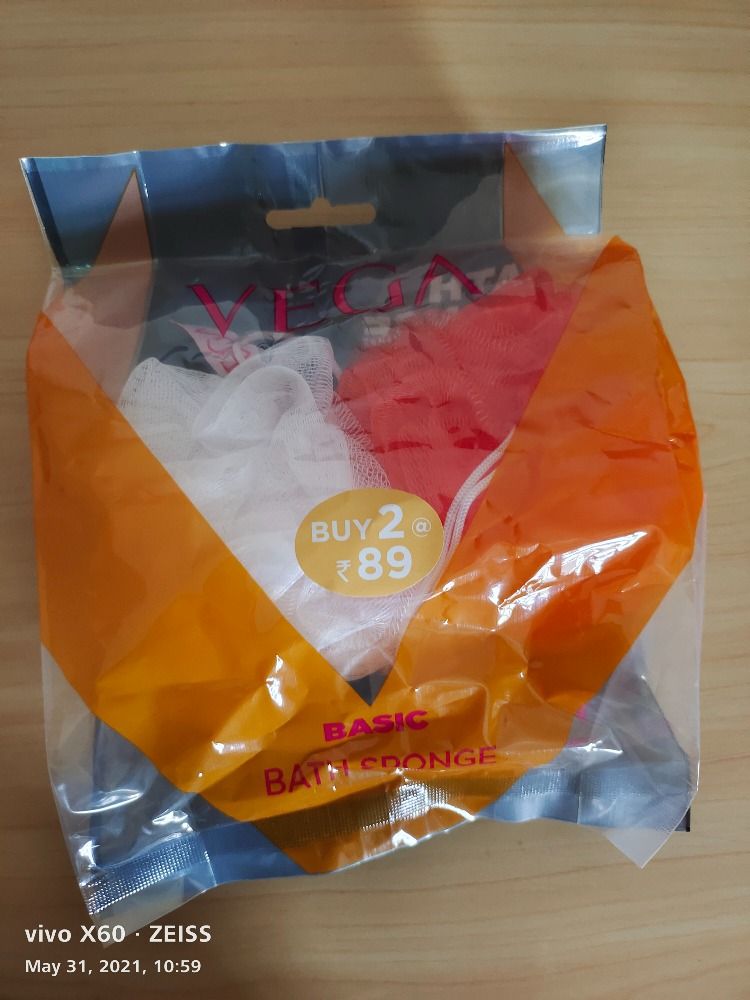 VEGA
BUY 2 @
₹ 89
BASIC
BATH SPONGE
vivo X60 · ZEISS
May 31, 2021, 10:59